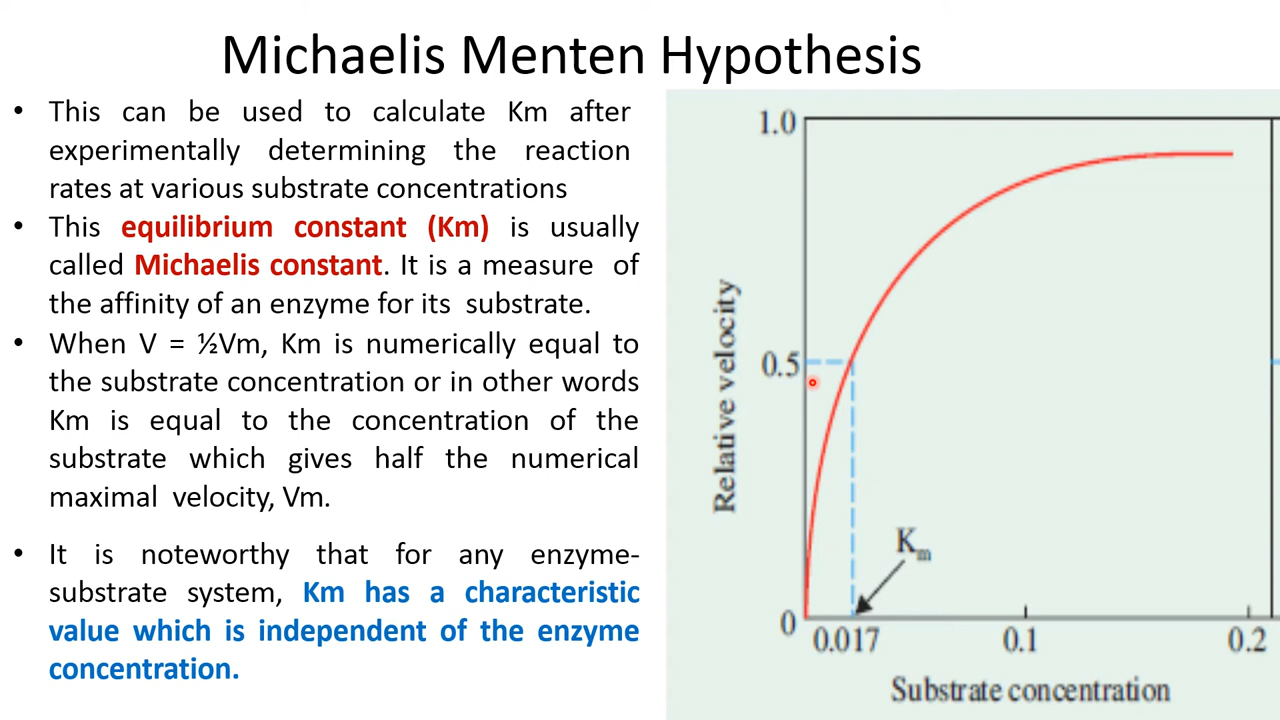 Michaelis Menten Hypothesis
• This can be used to calculate Km after
experimentally determining the reaction
rates at various substrate concentrations
• This equilibrium constant (Km) is usually
called Michaelis constant. It is a measure of
the affinity of an enzyme for its substrate.
• When V = ½Vm, Km is numerically equal to
the substrate concentration or in other words
Km is equal to the concentration of the
substrate which gives half the numerical
maximal velocity, Vm.
• It is noteworthy that for any enzyme-
substrate system, Km has a characteristic
value which is independent of the enzyme
concentration.
1.0
Relative velocity
0.5
Km
0
0.017 0.1 0.2
Substrate concentration